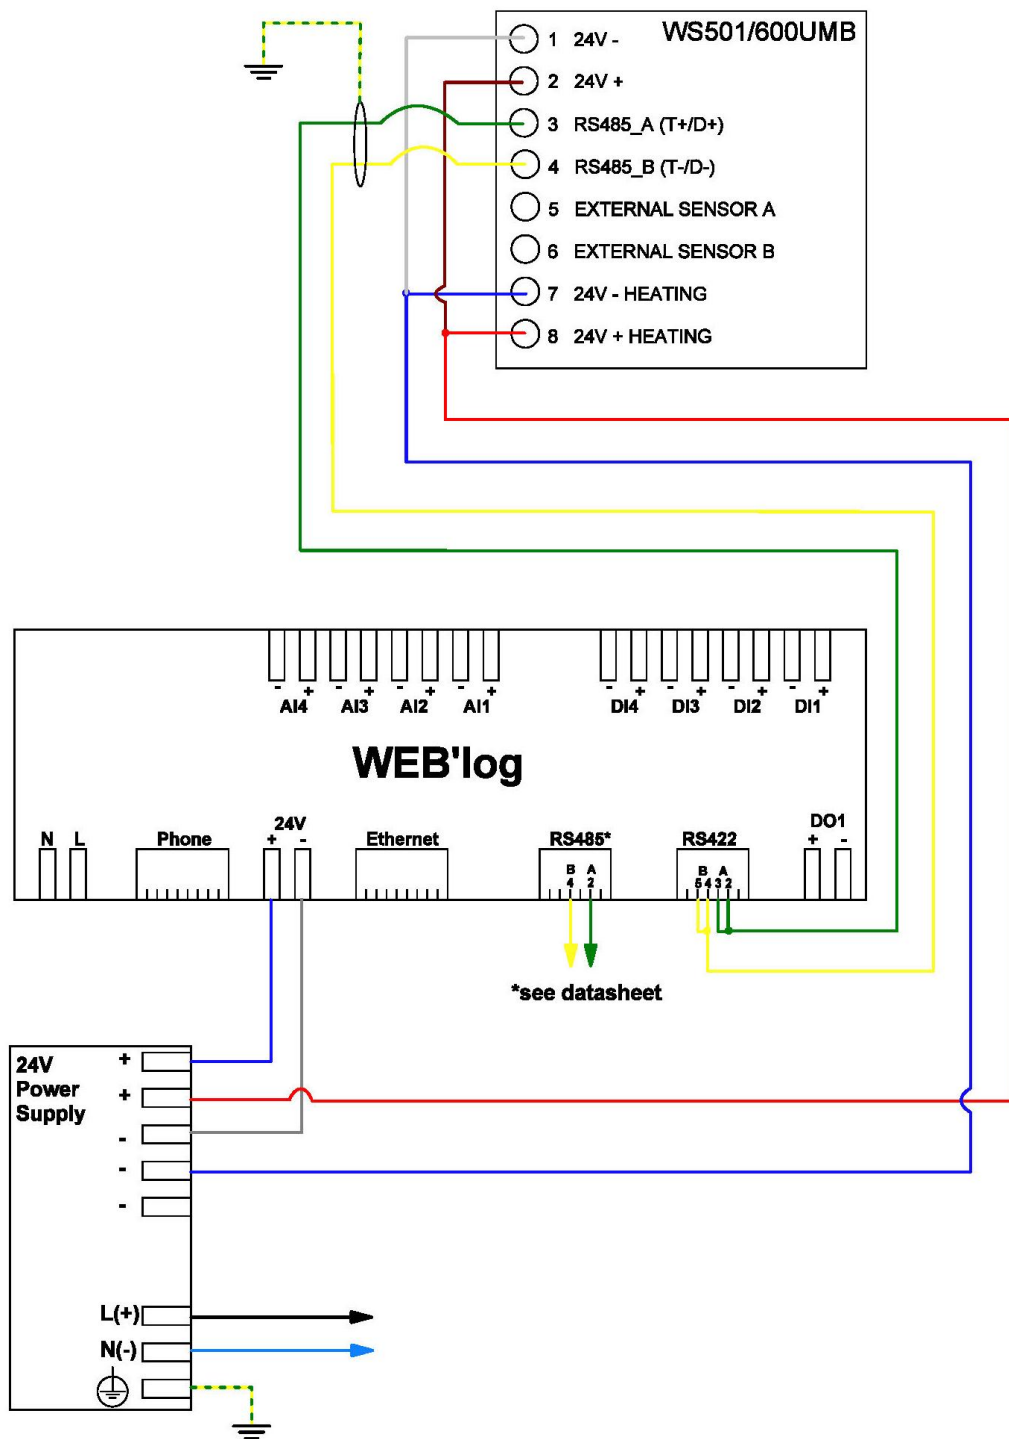 WS501/600UMB
1 24V -
2 24V +
3 RS485_A (T+/D+)
4 RS485_B (T-/D-)
5 EXTERNAL SENSOR A
6 EXTERNAL SENSOR B
7 24V - HEATING
8 24V + HEATING
- + - + - + - + - + - + - + - +
AI4 AI3 AI2 AI1 DI4 DI3 DI2 DI1
WEB'log
N L Phone 24V Ethernet RS485* RS422 DO1
+ - + -
B A B A
4 2 5 4 3 2
*see datasheet
24V
Power
Supply
+
+
-
-
-
L(+)
N(-)